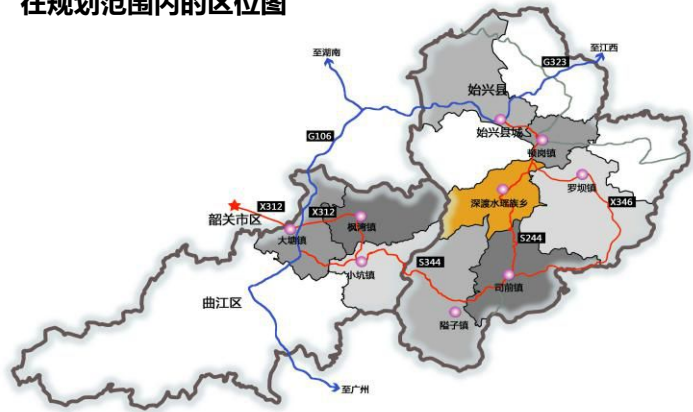 在规划范围内的区位图
至湖南
至江西
G323
始兴县
始兴县城
G106
顿岗镇
罗坝镇
深渡水瑶族乡
X346
X312
韶关市区
X312
枫湾镇
大塘镇
S244
小坑镇
S344
司前镇
曲江区
隘子镇
至广州